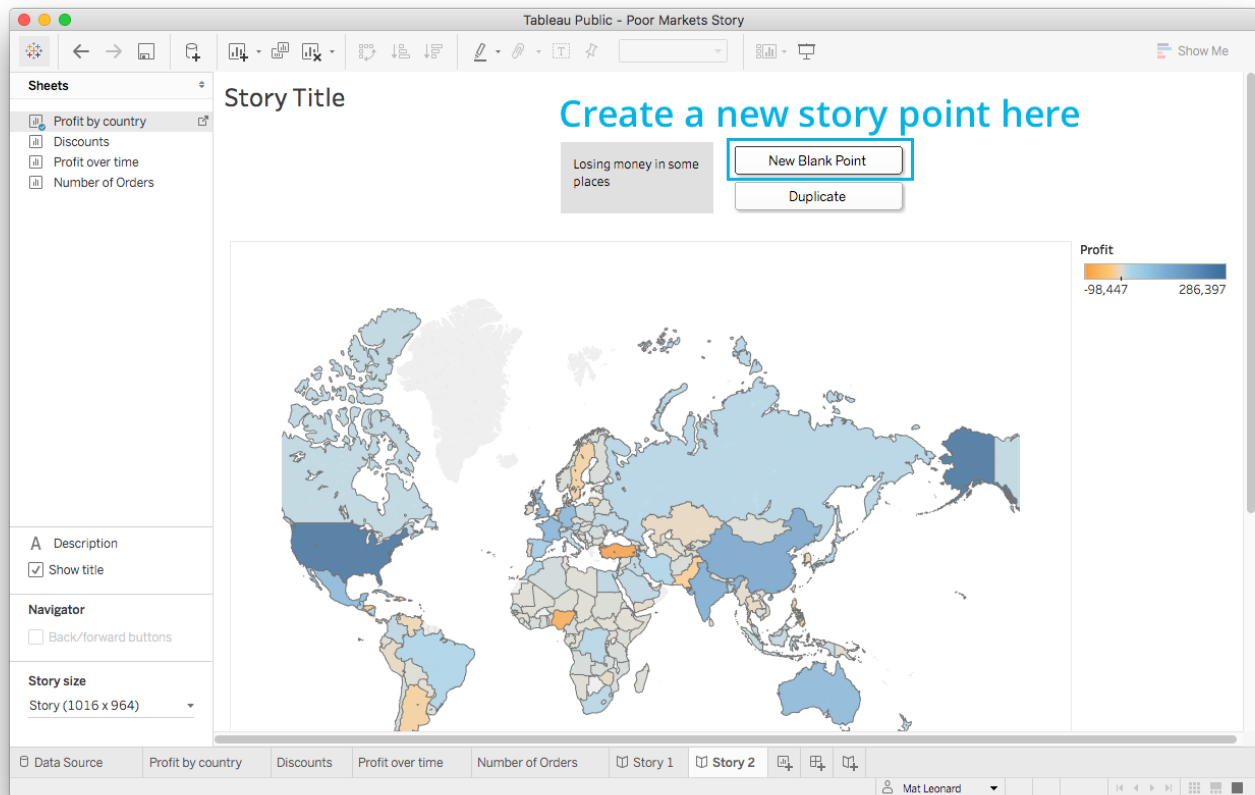 Tableau Public - Poor Markets Story
Show Me
Sheets
Profit by country
Discounts
Profit over time
Number of Orders
Story Title
Create a new story point here
Losing money in some
places
New Blank Point
Duplicate
Profit
-98,447 286,397
A Description
Show title
Navigator
Back/forward buttons
Story size
Story (1016 x 964)
Data Source Profit by country Discounts Profit over time Number of Orders Story 1 Story 2
Mat Leonard